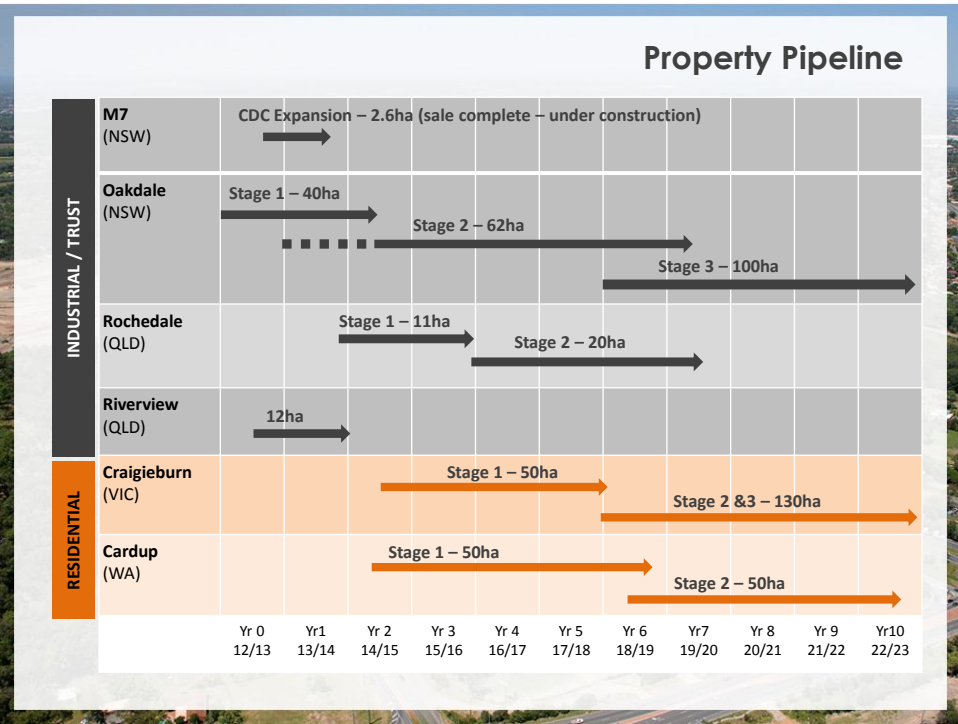 Property Pipeline
INDUSTRIAL / TRUST
M7
(NSW)
CDC Expansion – 2.6ha (sale complete – under construction)
Oakdale
(NSW)
Stage 1 – 40ha
Stage 2 – 62ha
Stage 3 – 100ha
Rochedale
(QLD)
Stage 1 – 11ha
Stage 2 – 20ha
Riverview
(QLD)
12ha
RESIDENTIAL
Craigieburn
(VIC)
Stage 1 – 50ha
Stage 2 &3 – 130ha
Cardup
(WA)
Stage 1 – 50ha
Stage 2 – 50ha
Yr 0 Yr1 Yr 2 Yr 3 Yr 4 Yr 5 Yr 6 Yr7 Yr 8 Yr 9 Yr10
12/13 13/14 14/15 15/16 16/17 17/18 18/19 19/20 20/21 21/22 22/23